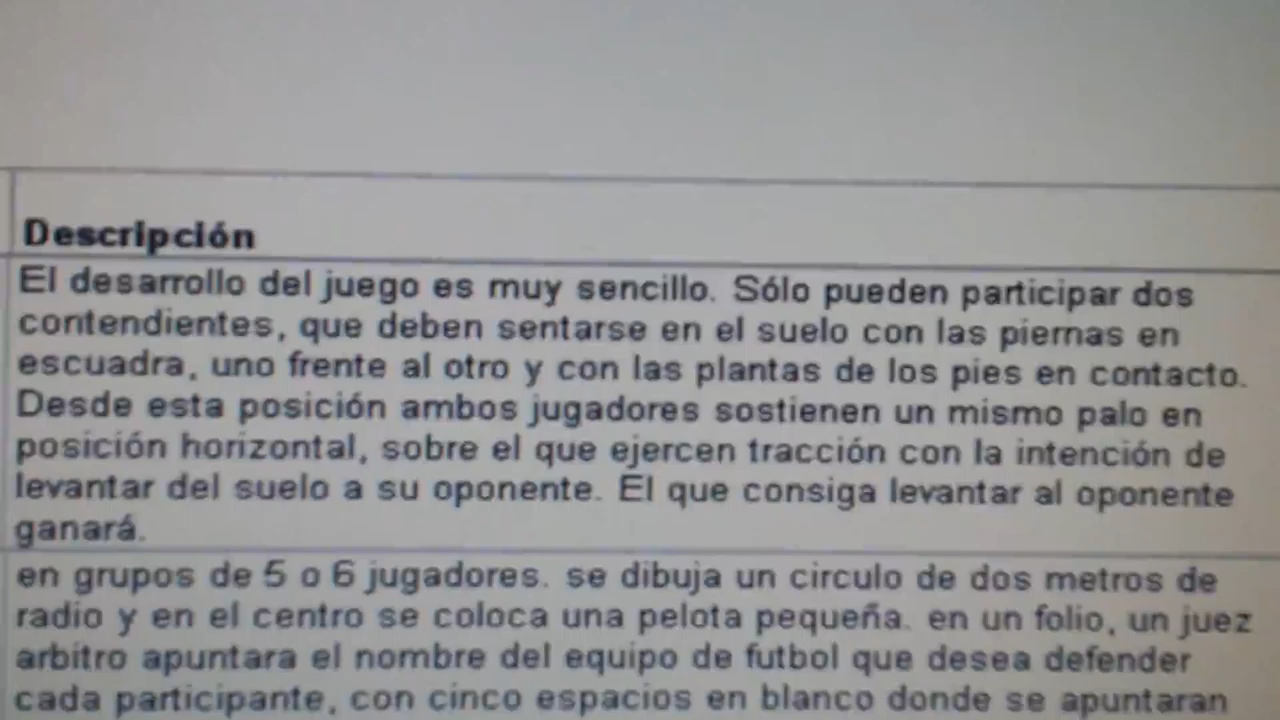 Descripción
El desarrollo del juego es muy sencillo. Sólo pueden participar dos
contendientes, que deben sentarse en el suelo con las piernas en
escuadra, uno frente al otro y con las plantas de los pies en contacto.
Desde esta posición ambos jugadores sostienen un mismo palo en
posición horizontal, sobre el que ejercen tracción con la intención de
levantar del suelo a su oponente. El que consiga levantar al oponente
ganará.
en grupos de 5 o 6 jugadores. se dibuja un circulo de dos metros de
radio y en el centro se coloca una pelota pequeña. en un folio, un juez
arbitro apuntara el nombre del equipo de futbol que desea defender
cada participante, con cinco espacios en blanco donde se apuntaran